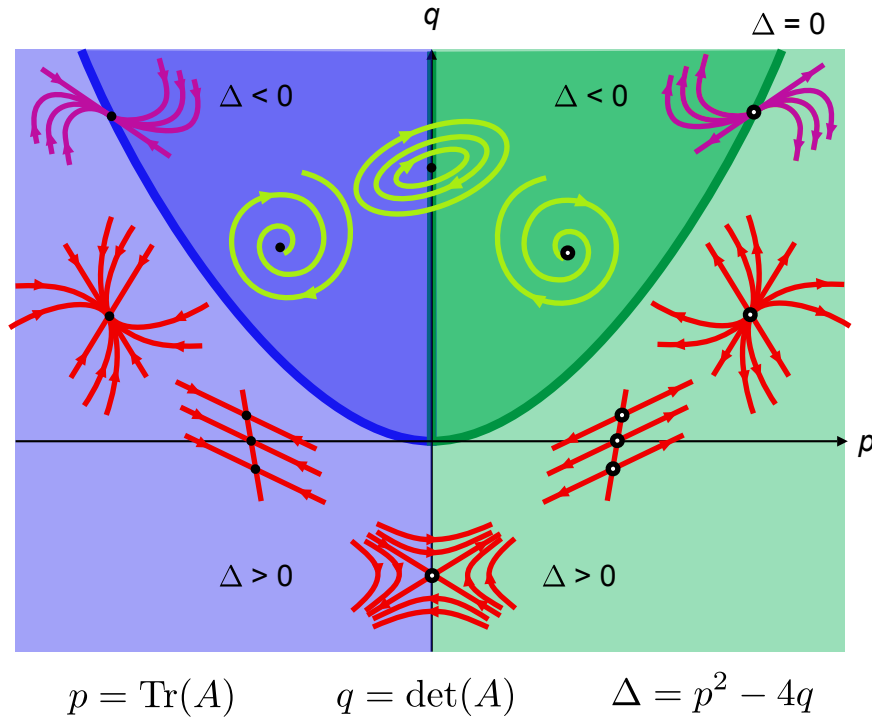 q
Δ = 0
Δ < 0
Δ < 0
p
Δ > 0
Δ > 0
p = Tr(A)
q = det(A)
Δ = p² − 4q